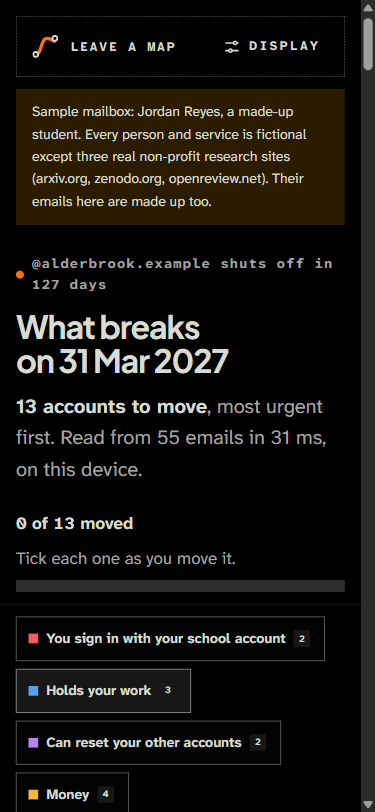 LEAVE A MAP
DISPLAY
Sample mailbox: Jordan Reyes, a made-up
student. Every person and service is fictional
except three real non-profit research sites
(arxiv.org, zenodo.org, openreview.net). Their
emails here are made up too.
@alderbrook.example shuts off in
127 days
What breaks
on 31 Mar 2027
13 accounts to move, most urgent
first. Read from 55 emails in 31 ms,
on this device.
0 of 13 moved
Tick each one as you move it.
You sign in with your school account 2
Holds your work 3
Can reset your other accounts 2
Money 4